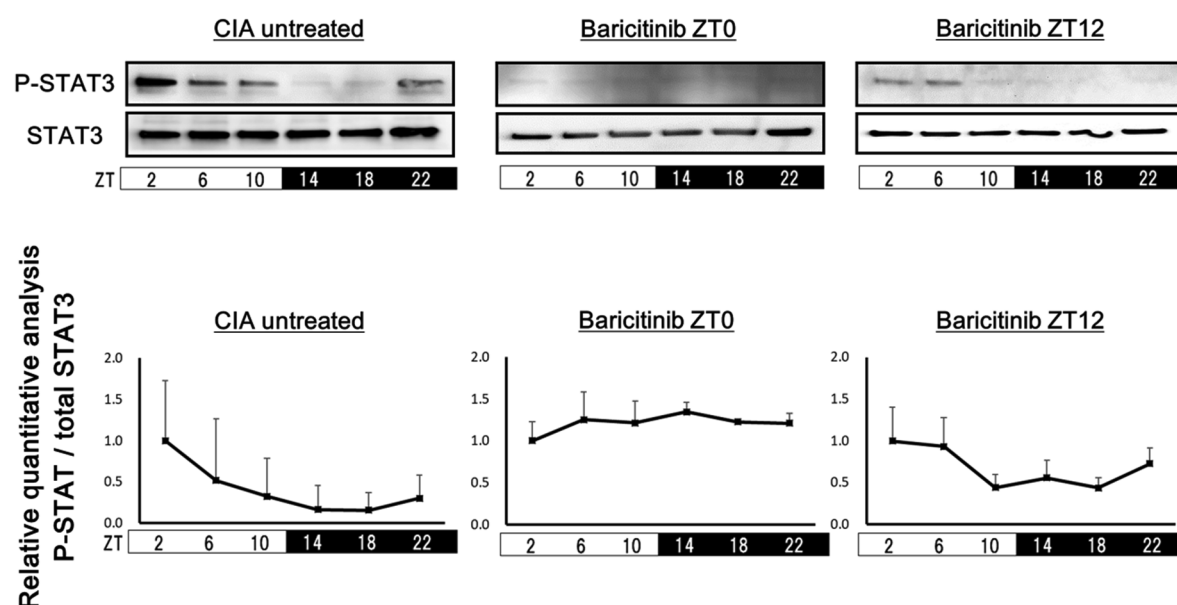 CIA untreated
Baricitinib ZT0
Baricitinib ZT12
P-STAT3
STAT3
ZT 2 6 10 14 18 22
2 6 10 14 18 22
2 6 10 14 18 22
Relative quantitative analysis
P-STAT / total STAT3
CIA untreated
2.0
1.5
1.0
0.5
0.0
ZT 2 6 10 14 18 22
Baricitinib ZT0
2.0
1.5
1.0
0.5
0.0
2 6 10 14 18 22
Baricitinib ZT12
2.0
1.5
1.0
0.5
0.0
2 6 10 14 18 22